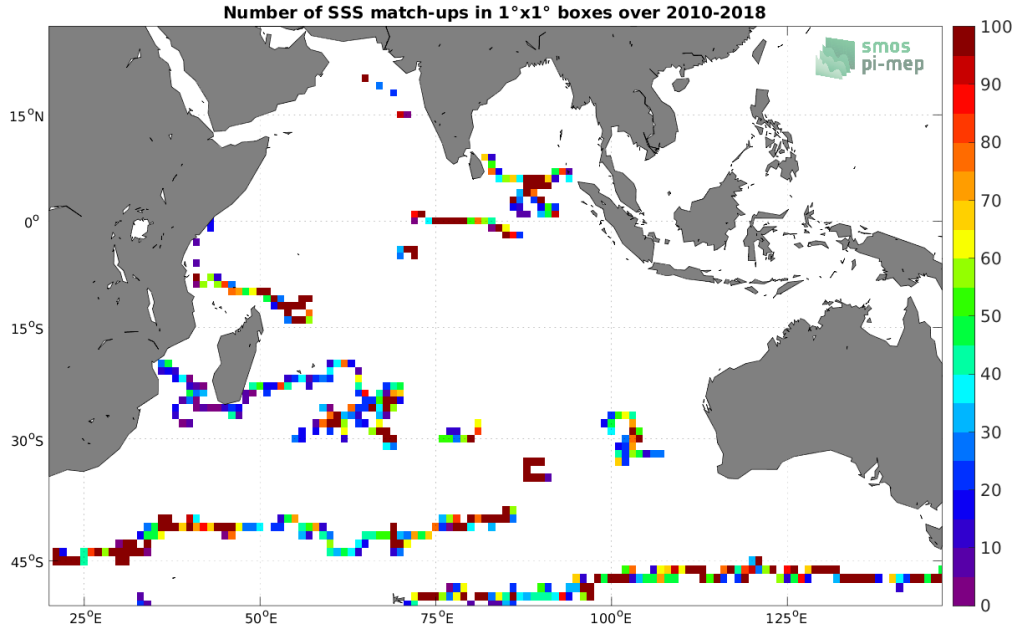 Number of SSS match-ups in 1°x1° boxes over 2010-2018
smos
pi-mep
15°N
0°
15°S
30°S
45°S
25°E
50°E
75°E
100°E
125°E
100
90
80
70
60
50
40
30
20
10
0